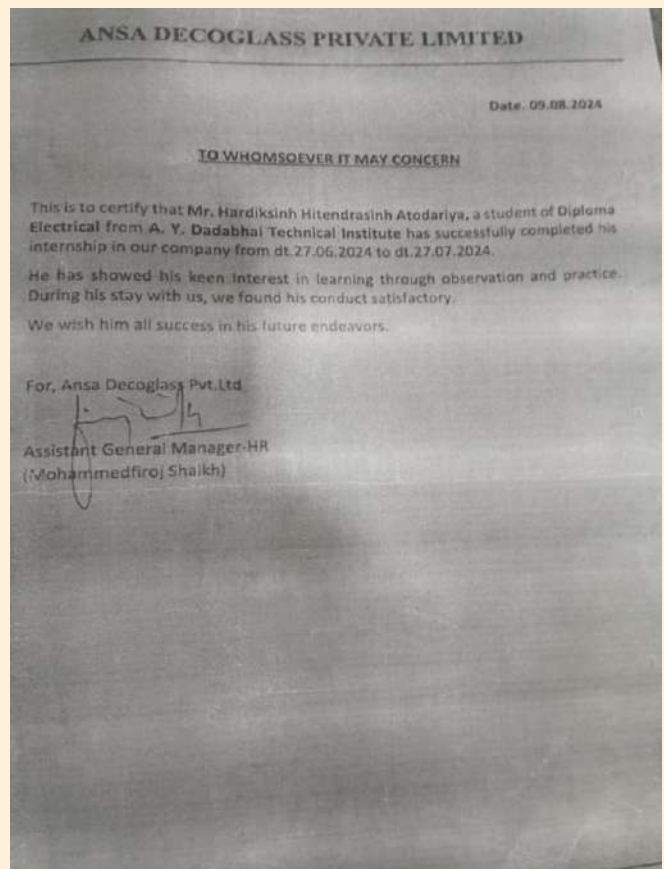 ANSA DECOGLASS PRIVATE LIMITED
Date. 09.08.2024
TO WHOMSOEVER IT MAY CONCERN
This is to certify that Mr. Hardiksinh Hitendrasinh Atodariya, a student of Diploma
Electrical from A. Y. Dadabhai Technical Institute has successfully completed his
internship in our company from dt.27.06.2024 to dt.27.07.2024.
He has showed his keen Interest in learning through observation and practice.
During his stay with us, we found his conduct satisfactory.
We wish him all success in his future endeavors.
For, Ansa Decoglass Pvt.Ltd
Assistant General Manager-HR
(Mohammedfiroj Shaikh)